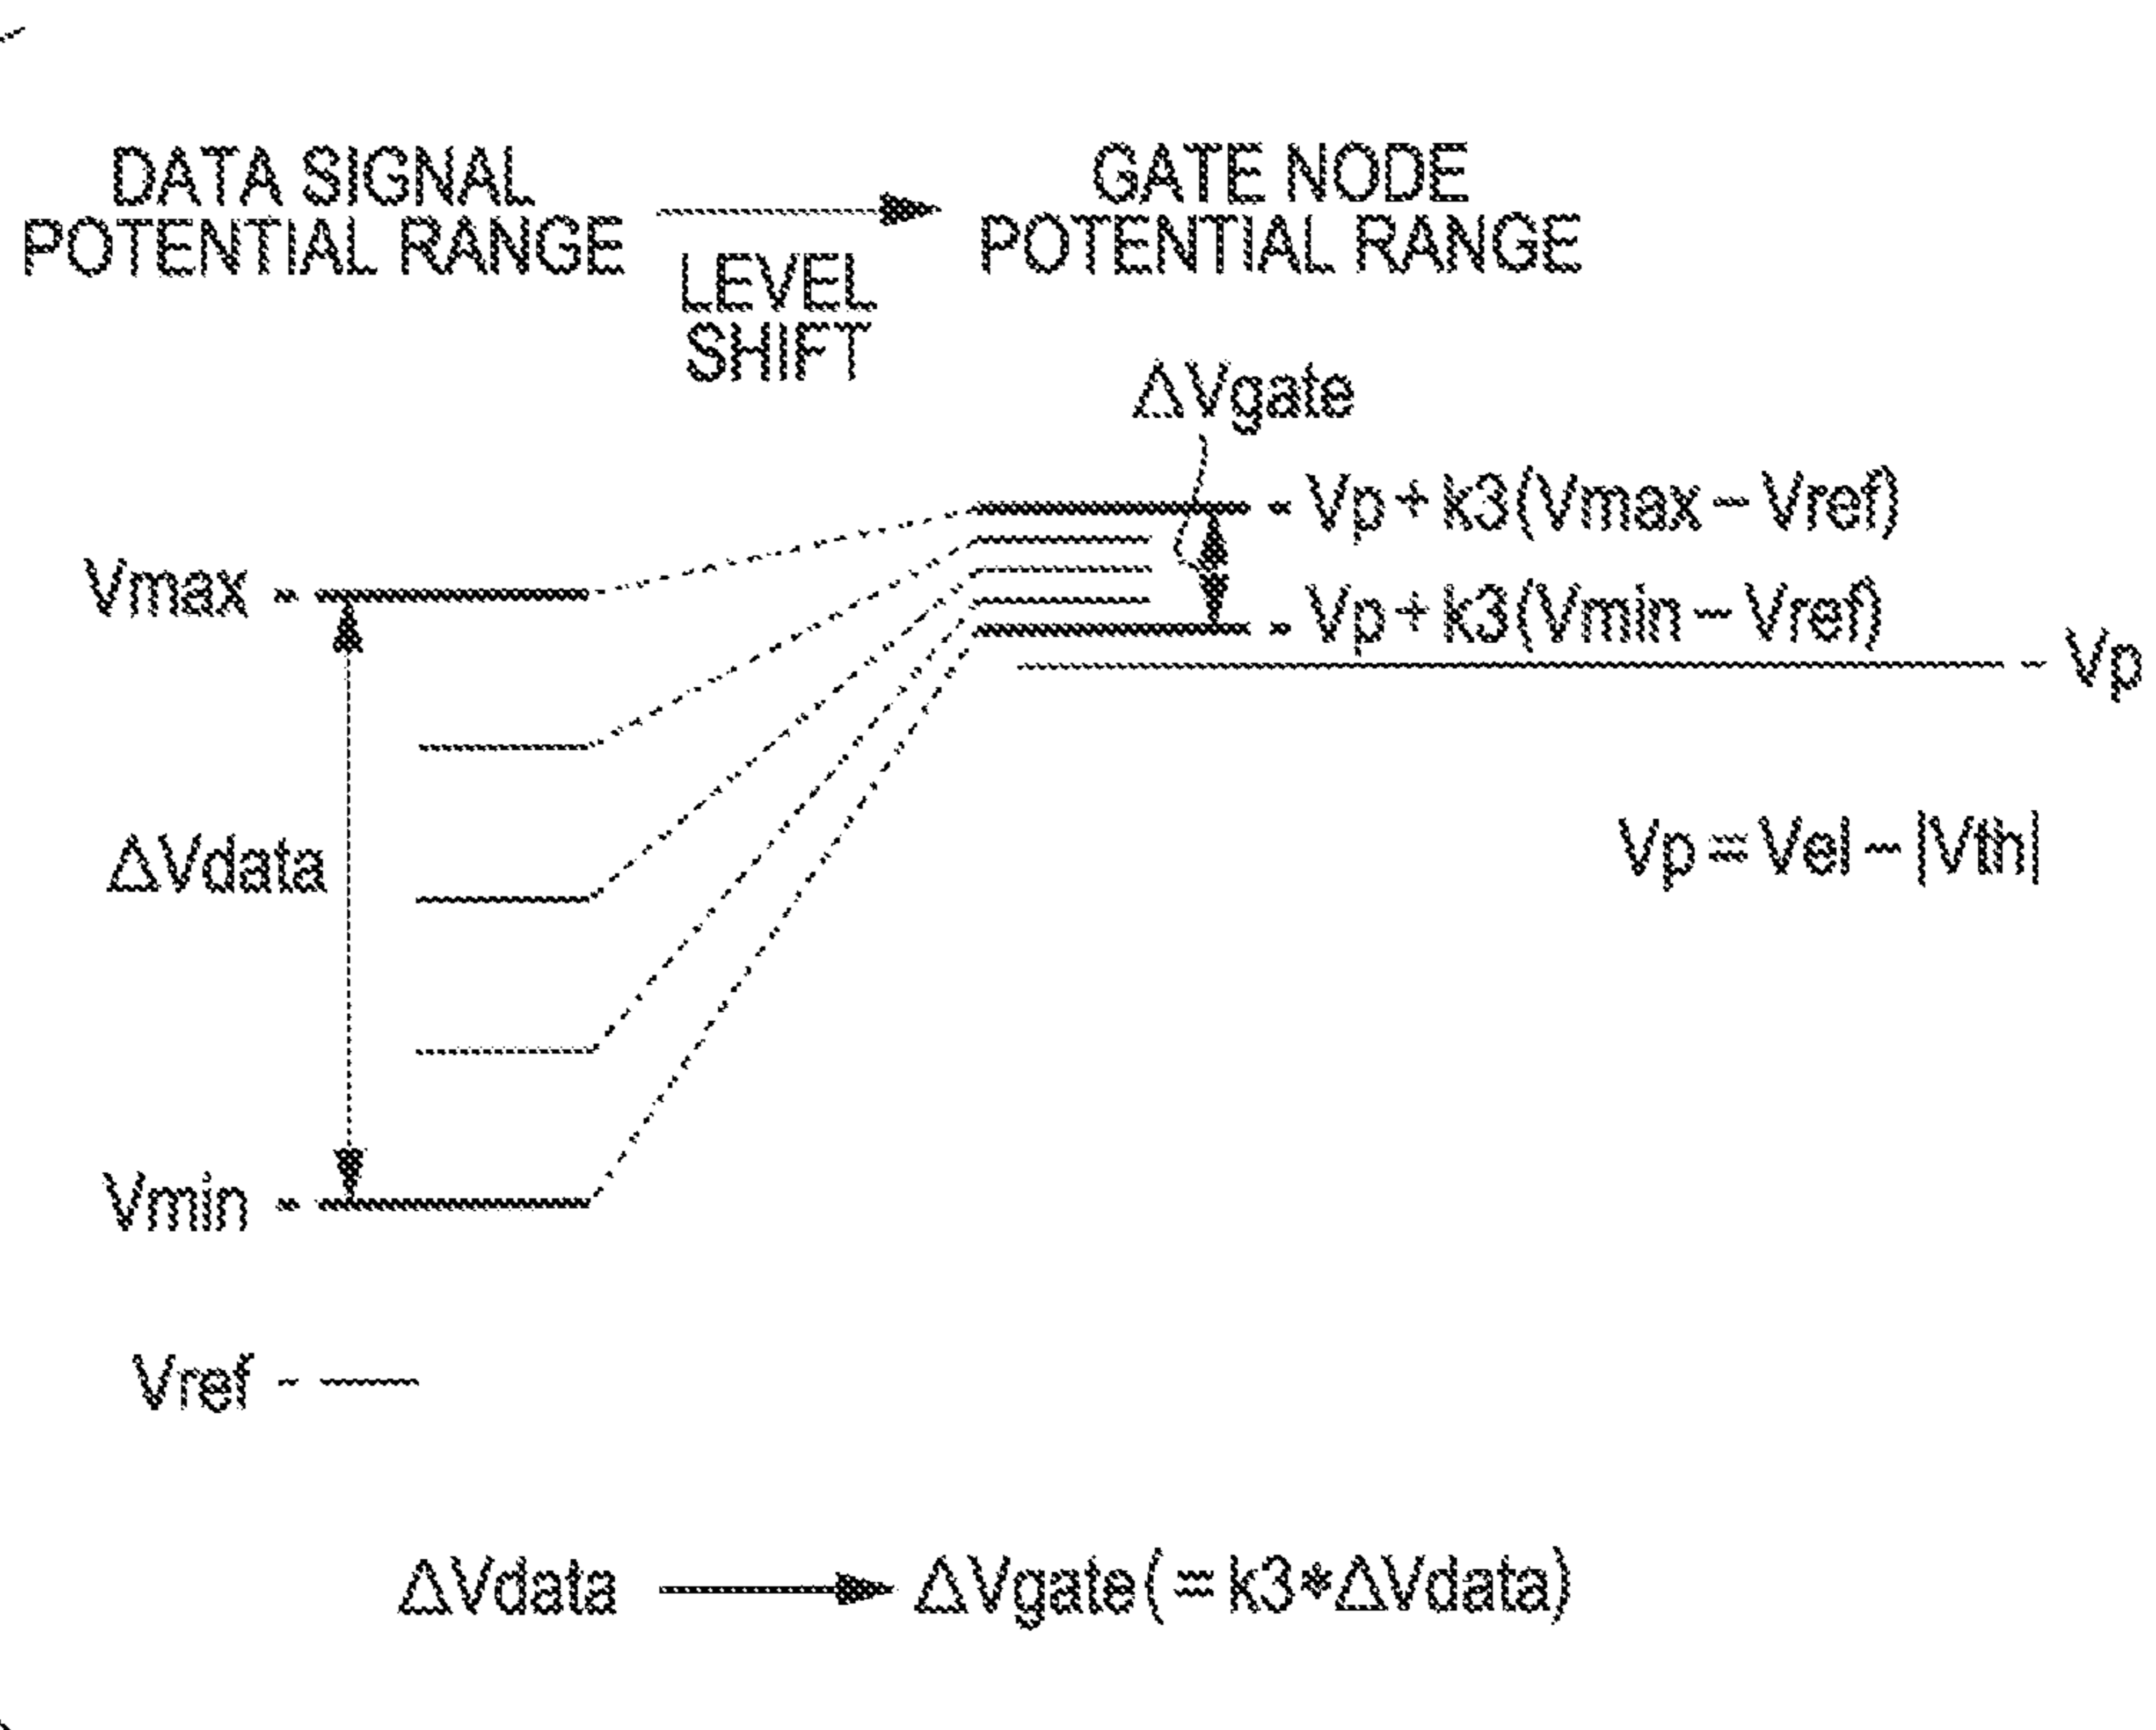 DATA SIGNAL
POTENTIAL RANGE
LEVEL
SHIFT
GATE NODE
POTENTIAL RANGE
ΔVgate
Vp + k3(Vmax - Vref)
Vmax
Vp + k3(Vmin - Vref)
Vp
ΔVdata
Vp = Vel - |Vth|
Vmin
Vref
ΔVdata
ΔVgate(= k3*ΔVdata)